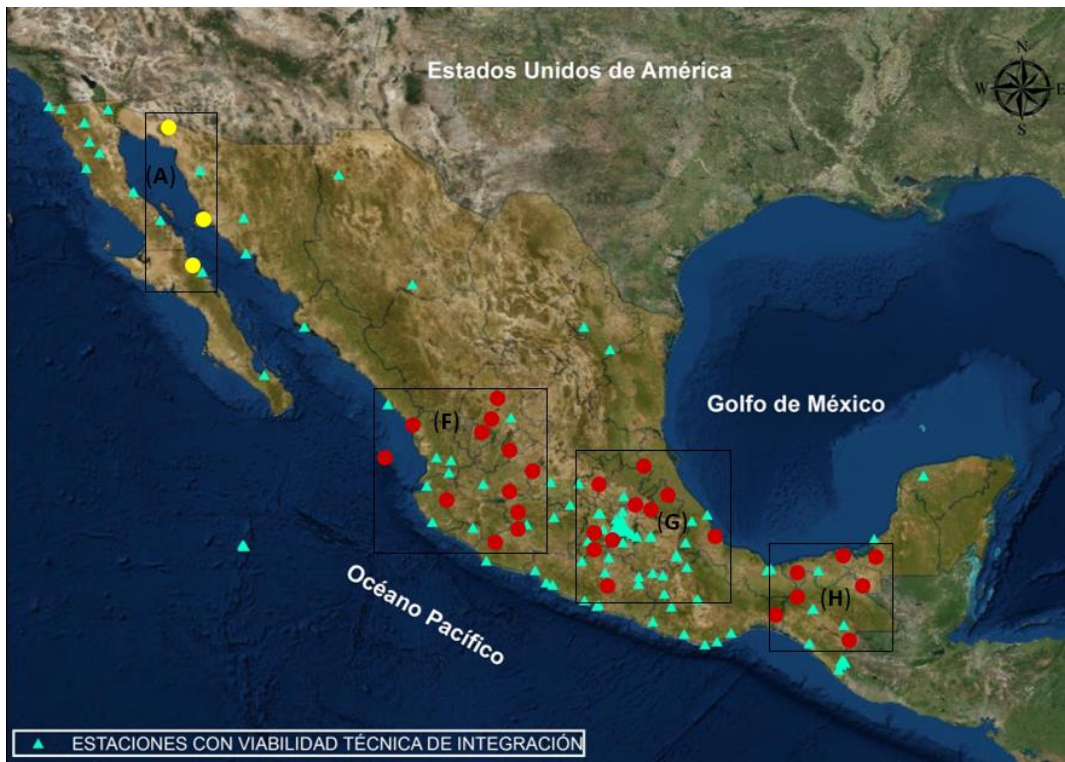 Estados Unidos de América
N
W
E
S
(A)
Golfo de México
(F)
(G)
(H)
Océano Pacífico
ESTACIONES CON VIABILIDAD TÉCNICA DE INTEGRACIÓN